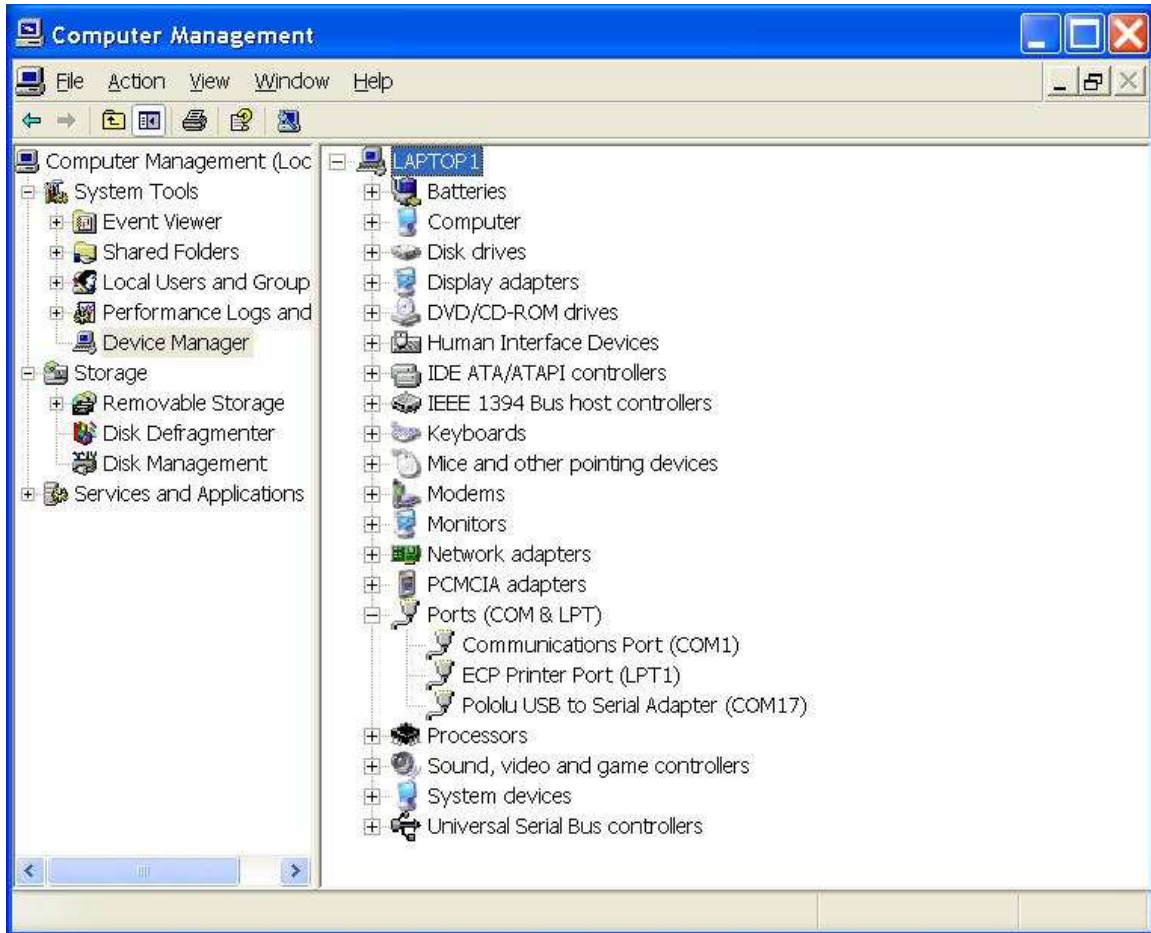 Computer Management
File Action View Window Help
Computer Management (Loc
System Tools
Event Viewer
Shared Folders
Local Users and Group
Performance Logs and
Device Manager
Storage
Removable Storage
Disk Defragmenter
Disk Management
Services and Applications
LAPTOP1
Batteries
Computer
Disk drives
Display adapters
DVD/CD-ROM drives
Human Interface Devices
IDE ATA/ATAPI controllers
IEEE 1394 Bus host controllers
Keyboards
Mice and other pointing devices
Modems
Monitors
Network adapters
PCMCIA adapters
Ports (COM & LPT)
Communications Port (COM1)
ECP Printer Port (LPT1)
Pololu USB to Serial Adapter (COM17)
Processors
Sound, video and game controllers
System devices
Universal Serial Bus controllers